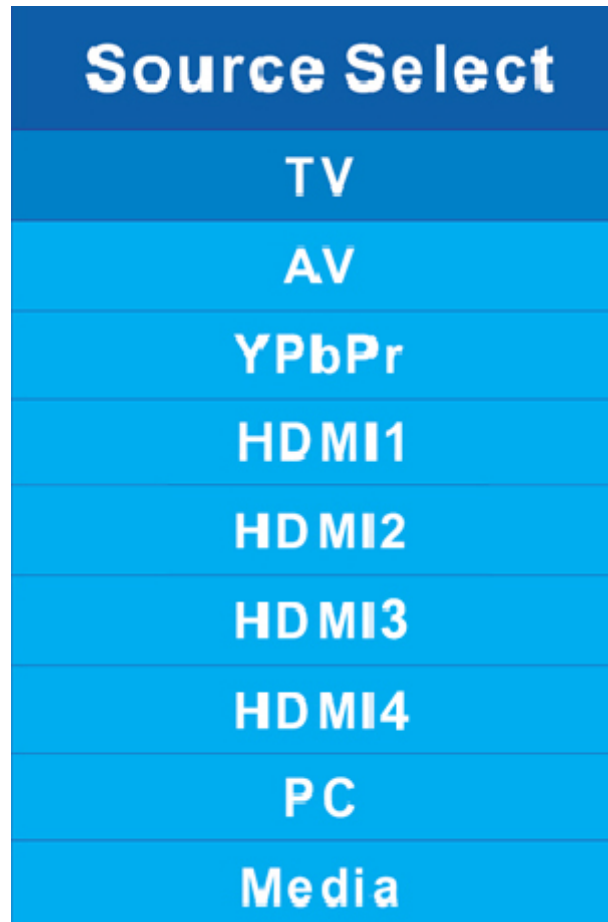 Source Select
TV
AV
YPbPr
HDMI1
HDMI2
HDMI3
HDMI4
PC
Media